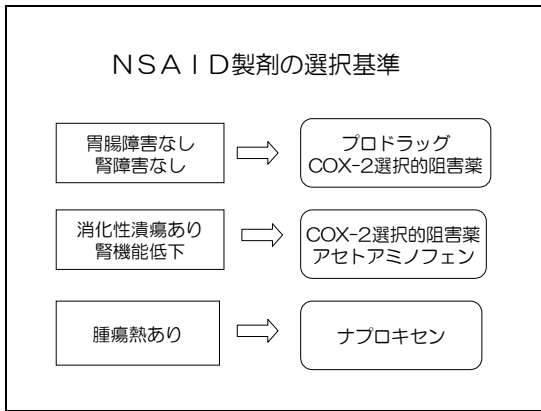 NSAID製剤の選択基準
胃腸障害なし
腎障害なし
プロドラッグ
COX-2選択的阻害薬
消化性潰瘍あり
腎機能低下
COX-2選択的阻害薬
アセトアミノフェン
腫瘍熱あり
ナプロキセン